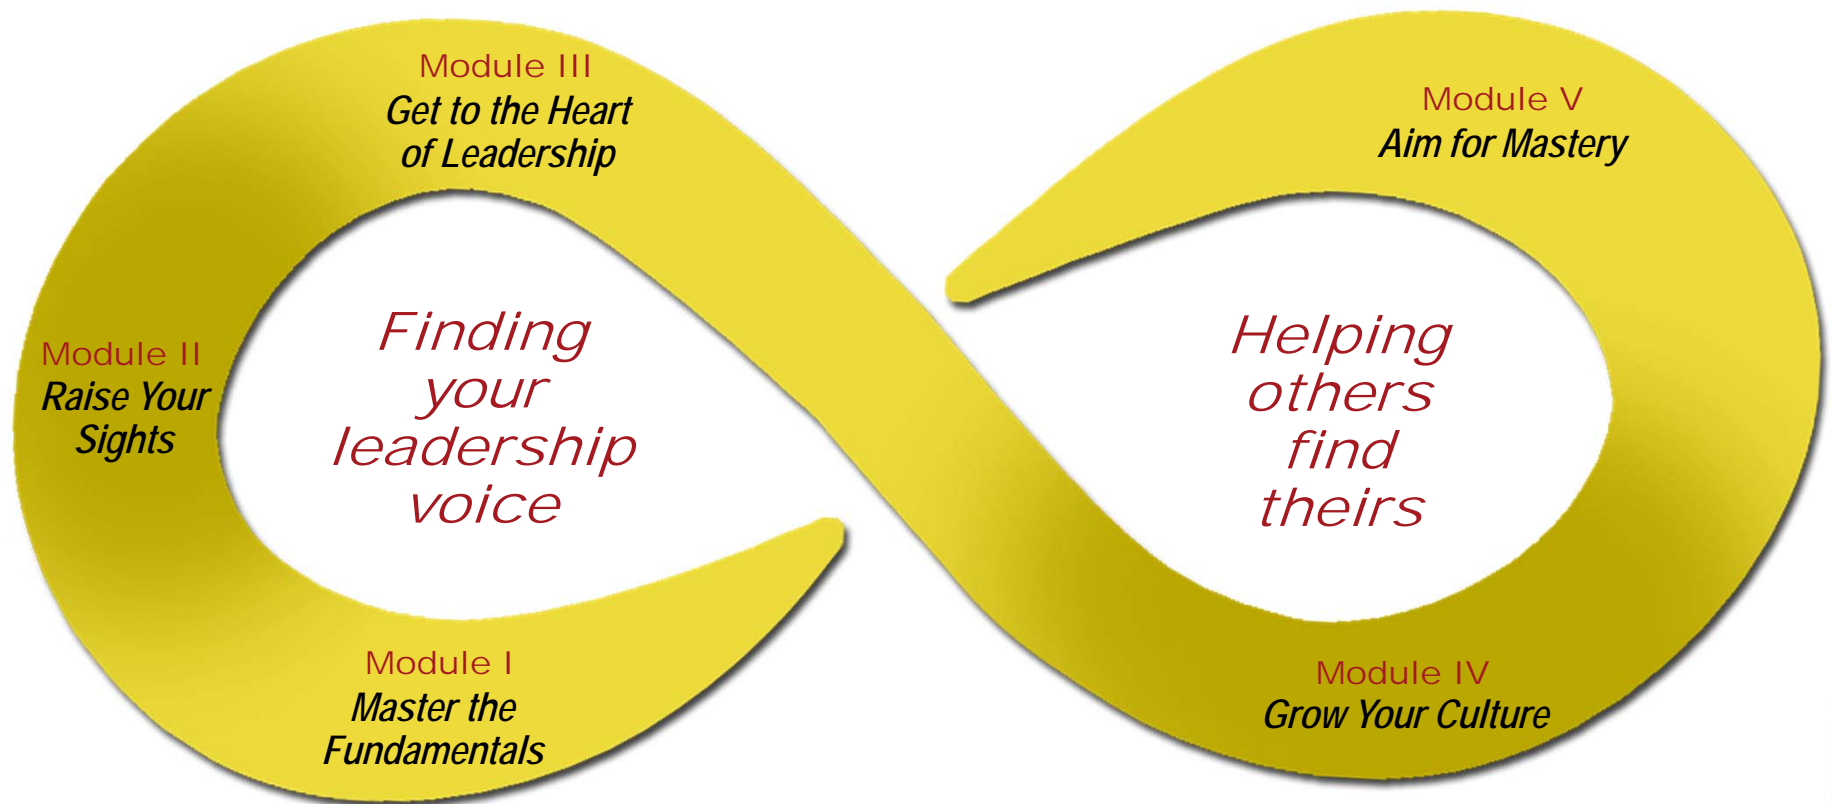 Module III
Get to the Heart
of Leadership
Module V
Aim for Mastery
Module II
Raise Your
Sights
Finding
your
leadership
voice
Helping
others
find
theirs
Module I
Master the
Fundamentals
Module IV
Grow Your Culture